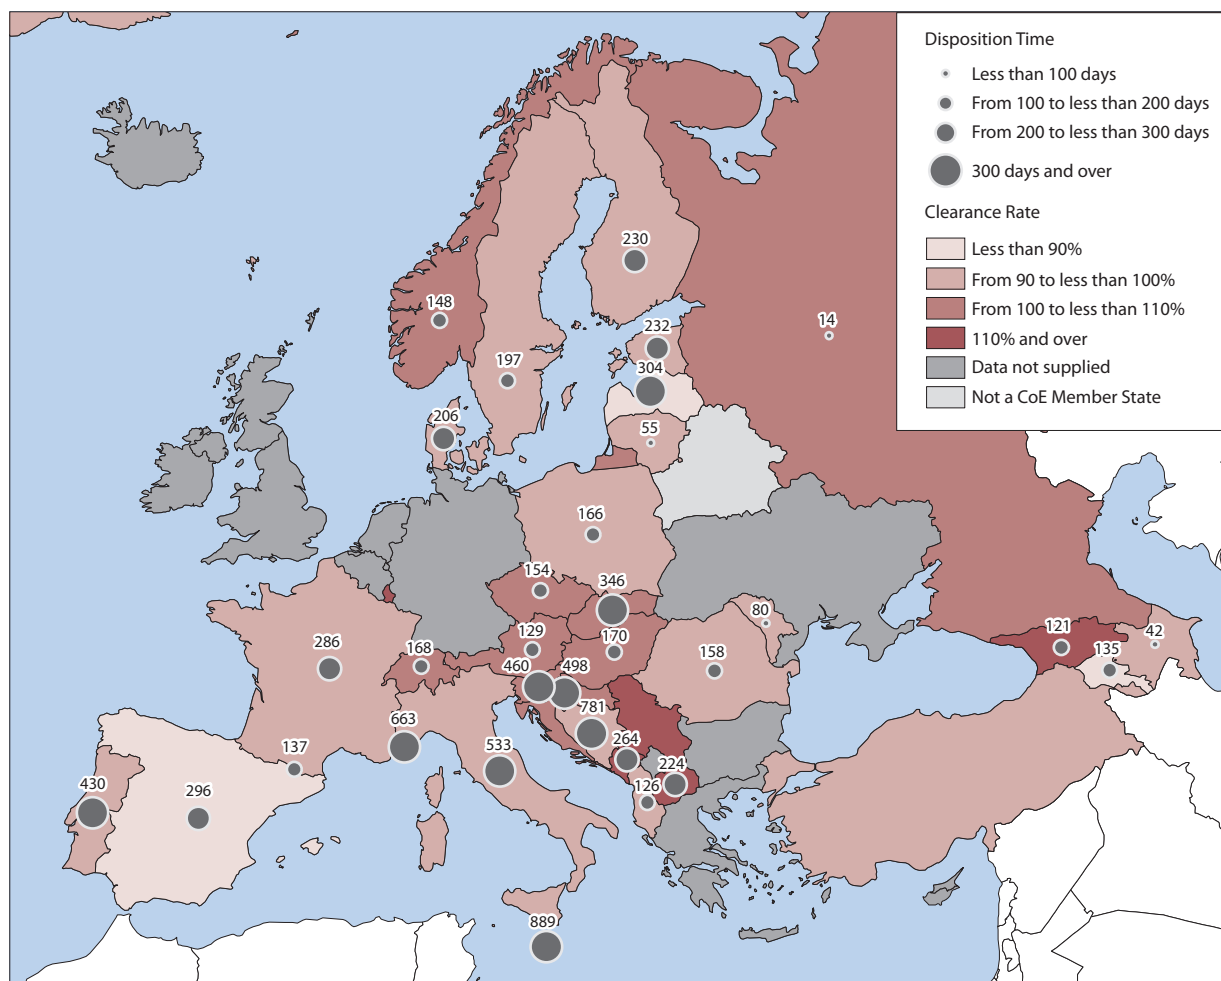 Disposition Time
Less than 100 days
From 100 to less than 200 days
From 200 to less than 300 days
300 days and over
Clearance Rate
Less than 90%
From 90 to less than 100%
From 100 to less than 110%
110% and over
Data not supplied
Not a CoE Member State
230
148
14
232
197
304
206
55
166
154
346
80
129
170
121
42
286
168
135
158
460
498
663
781
137
533
264
224
430
296
126
889